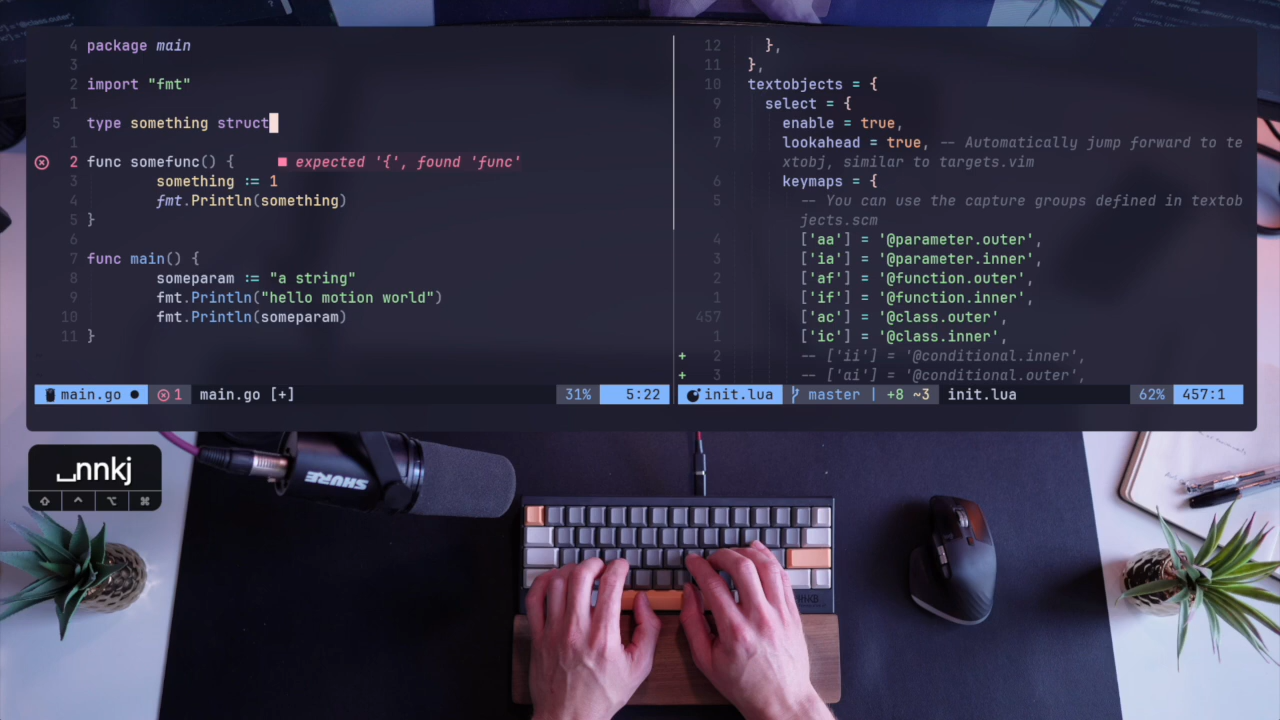 4 package main
3
2 import "fmt"
1
5 type something struct
1
2 func somefunc() { ■ expected '{', found 'func'
3 something := 1
4 fmt.Println(something)
5 }
6
7 func main() {
8 someparam := "a string"
9 fmt.Println("hello motion world")
10 fmt.Println(someparam)
11 }
main.go ● 1 main.go [+] 31% 5:22
12 },
11 },
10 textobjects = {
9 select = {
8 enable = true,
7 lookahead = true, -- Automatically jump forward to te
xtobj, similar to targets.vim
6 keymaps = {
5 -- You can use the capture groups defined in textob
jects.scm
4 ['aa'] = '@parameter.outer',
3 ['ia'] = '@parameter.inner',
2 ['af'] = '@function.outer',
1 ['if'] = '@function.inner',
457 ['ac'] = '@class.outer',
1 ['ic'] = '@class.inner',
+ 2 -- ['ii'] = '@conditional.inner',
+ 3 -- ['ai'] = '@conditional.outer',
init.lua master | +8 ~3 init.lua 62% 457:1
␣nnkj
SHURE